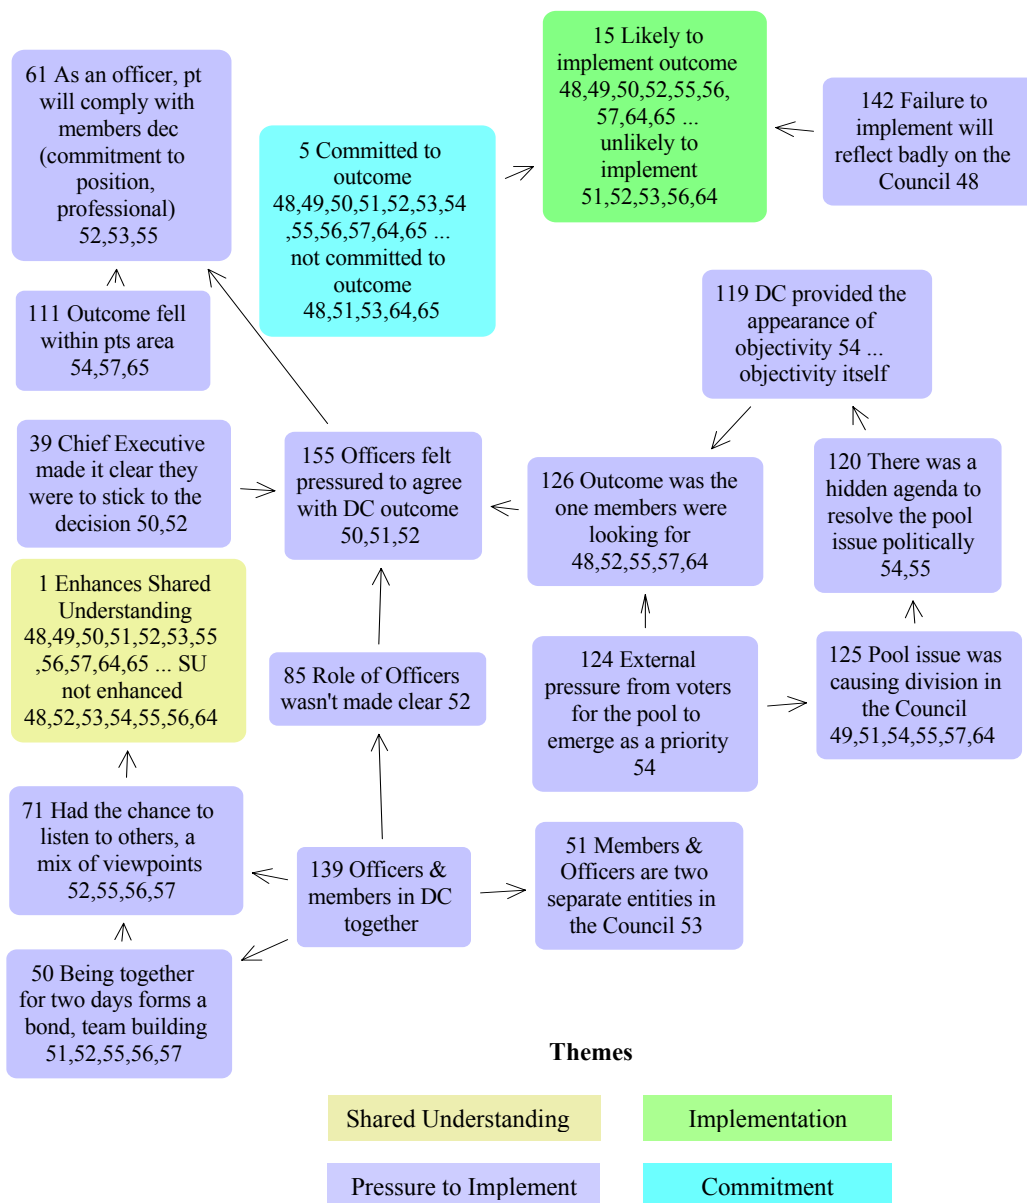 61 As an officer, pt
will comply with
members dec
(commitment to
position,
professional)
52,53,55
5 Committed to
outcome
48,49,50,51,52,53,54
,55,56,57,64,65 ...
not committed to
outcome
48,51,53,64,65
15 Likely to
implement outcome
48,49,50,52,55,56,
57,64,65 ...
unlikely to
implement
51,52,53,56,64
142 Failure to
implement will
reflect badly on the
Council 48
111 Outcome fell
within pts area
54,57,65
119 DC provided the
appearance of
objectivity 54 ...
objectivity itself
39 Chief Executive
made it clear they
were to stick to the
decision 50,52
155 Officers felt
pressured to agree
with DC outcome
50,51,52
126 Outcome was the
one members were
looking for
48,52,55,57,64
120 There was a
hidden agenda to
resolve the pool
issue politically
54,55
1 Enhances Shared
Understanding
48,49,50,51,52,53,55
,56,57,64,65 ... SU
not enhanced
48,52,53,54,55,56,64
85 Role of Officers
wasn't made clear 52
124 External
pressure from voters
for the pool to
emerge as a priority
54
125 Pool issue was
causing division in
the Council
49,51,54,55,57,64
71 Had the chance to
listen to others, a
mix of viewpoints
52,55,56,57
139 Officers &
members in DC
together
51 Members &
Officers are two
separate entities in
the Council 53
50 Being together
for two days forms a
bond, team building
51,52,55,56,57
Themes
Shared Understanding
Implementation
Pressure to Implement
Commitment